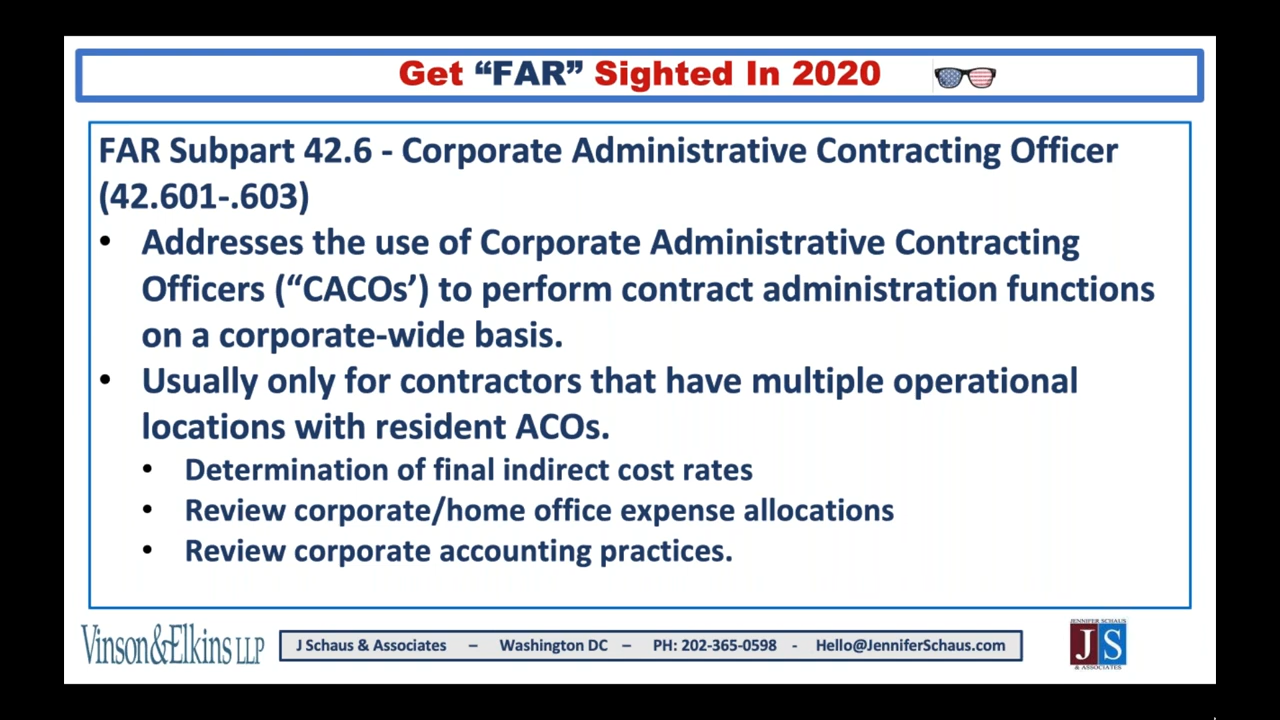 Get “FAR” Sighted In 2020
FAR Subpart 42.6 - Corporate Administrative Contracting Officer
(42.601-.603)
• Addresses the use of Corporate Administrative Contracting
Officers (“CACOs’) to perform contract administration functions
on a corporate-wide basis.
• Usually only for contractors that have multiple operational
locations with resident ACOs.
• Determination of final indirect cost rates
• Review corporate/home office expense allocations
• Review corporate accounting practices.
Vinson&Elkins LLP
J Schaus & Associates – Washington DC – PH: 202-365-0598 - Hello@JenniferSchaus.com
JENNIFER SCHAUS
JS
& ASSOCIATES